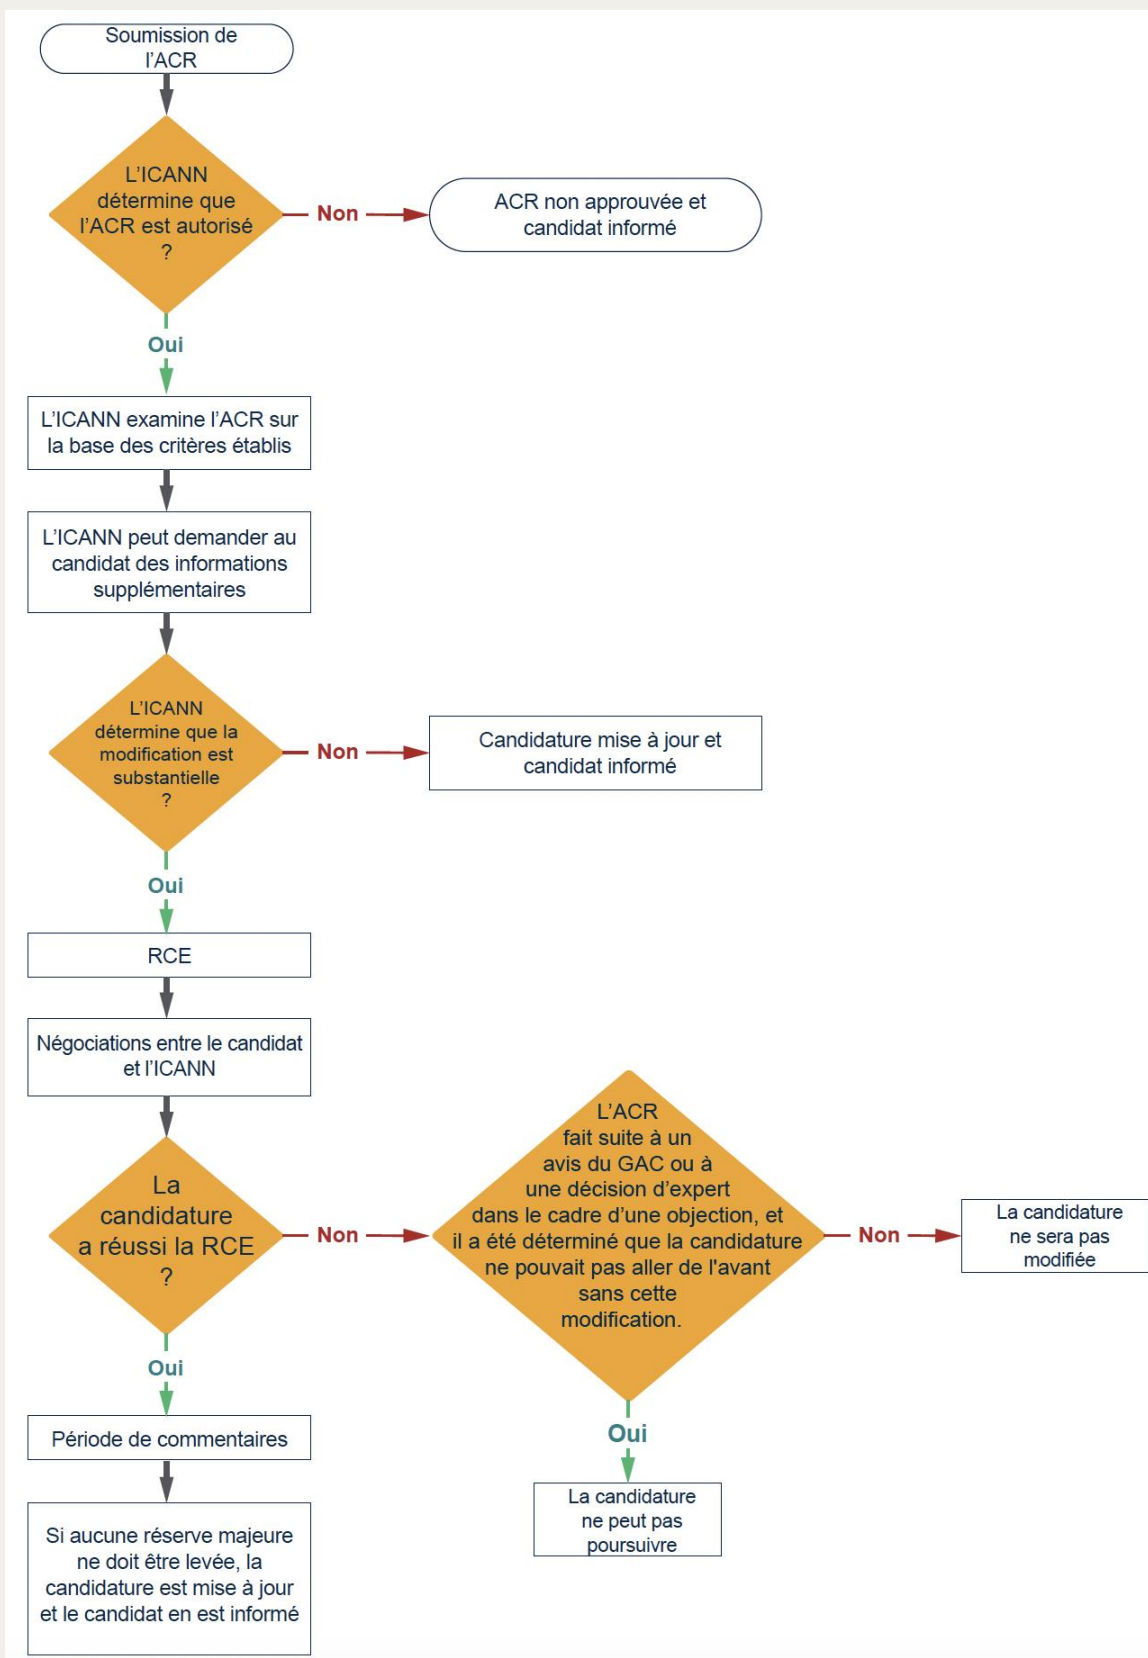 Soumission de
l'ACR
L'ICANN
détermine que
l'ACR est autorisé
?
Non
ACR non approuvée et
candidat informé
Oui
L'ICANN examine l'ACR sur
la base des critères établis
L'ICANN peut demander au
candidat des informations
supplémentaires
L'ICANN
détermine que la
modification est
substantielle
?
Non
Candidature mise à jour et
candidat informé
Oui
RCE
Négociations entre le candidat
et l'ICANN
La
candidature
a réussi la RCE
?
Non
L'ACR
fait suite à un
avis du GAC ou à
une décision d'expert
dans le cadre d'une objection, et
il a été déterminé que la candidature
ne pouvait pas aller de l'avant
sans cette
modification.
Non
La candidature
ne sera pas
modifiée
Oui
Oui
Période de commentaires
La candidature
ne peut pas
poursuivre
Si aucune réserve majeure
ne doit être levée, la
candidature est mise à jour
et le candidat en est informé